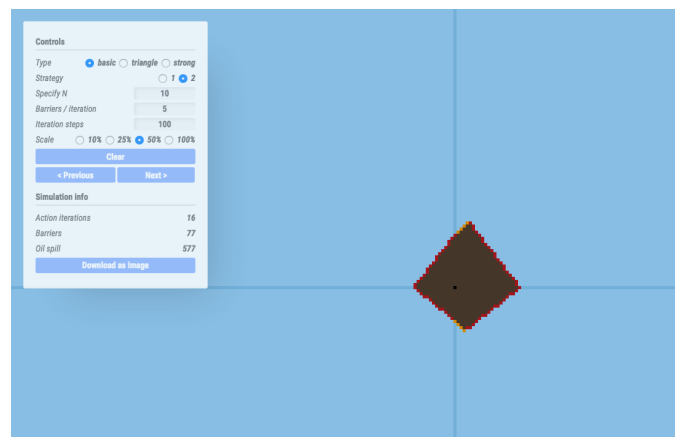 Controls
Type basic triangle strong
Strategy 1 2
Specify N 10
Barriers / iteration 5
Iteration steps 100
Scale 10% 25% 50% 100%
Clear
< Previous Next >
Simulation info
Action iterations 16
Barriers 77
Oil spill 577
Download as Image